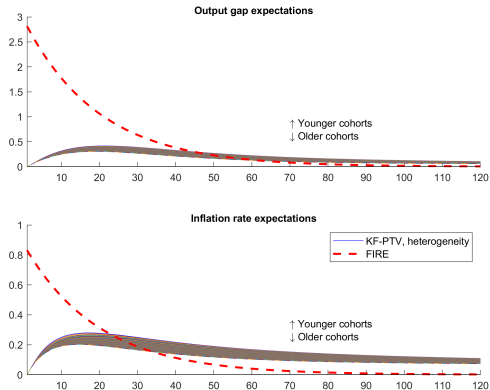 Output gap expectations
3
2.5
2
1.5
1
0.5
0
↑ Younger cohorts
↓ Older cohorts
10 20 30 40 50 60 70 80 90 100 110 120
Inflation rate expectations
1
0.8
0.6
0.4
0.2
0
KF-PTV, heterogeneity
FIRE
↑ Younger cohorts
↓ Older cohorts
10 20 30 40 50 60 70 80 90 100 110 120